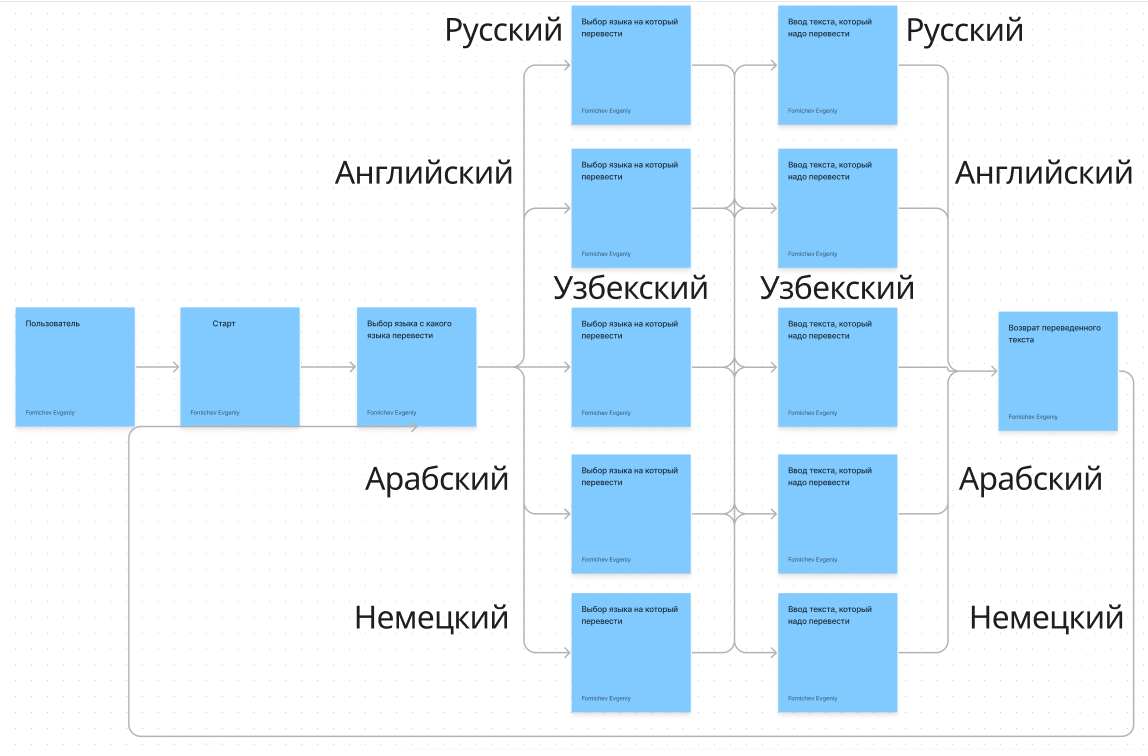 Русский
Выбор языка на который
перевести
Fomichev Evgeniy
Ввод текста, который
надо перевести
Fomichev Evgeniy
Русский
Английский
Выбор языка на который
перевести
Fomichev Evgeniy
Ввод текста, который
надо перевести
Fomichev Evgeniy
Английский
Узбекский
Узбекский
Пользователь
Fomichev Evgeniy
Старт
Fomichev Evgeniy
Выбор языка с какого
языка перевести
Fomichev Evgeniy
Выбор языка на который
перевести
Fomichev Evgeniy
Ввод текста, который
надо перевести
Fomichev Evgeniy
Возврат переведенного
текста
Fomichev Evgeniy
Арабский
Выбор языка на который
перевести
Fomichev Evgeniy
Ввод текста, который
надо перевести
Fomichev Evgeniy
Арабский
Немецкий
Выбор языка на который
перевести
Fomichev Evgeniy
Ввод текста, который
надо перевести
Fomichev Evgeniy
Немецкий